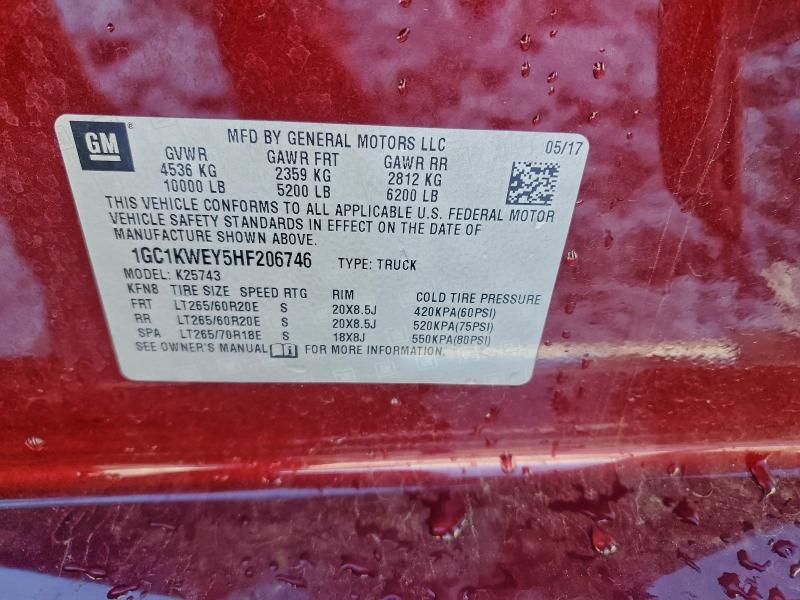 GM ®
MFD BY GENERAL MOTORS LLC 05/17
GVWR GAWR FRT GAWR RR
4536 KG 2359 KG 2812 KG
10000 LB 5200 LB 6200 LB
THIS VEHICLE CONFORMS TO ALL APPLICABLE U.S. FEDERAL MOTOR
VEHICLE SAFETY STANDARDS IN EFFECT ON THE DATE OF
MANUFACTURE SHOWN ABOVE.
1GC1KWEY5HF206746 TYPE: TRUCK
MODEL: K25743
KFN8 TIRE SIZE SPEED RTG RIM COLD TIRE PRESSURE
FRT LT265/60R20E S 20X8.5J 420KPA(60PSI)
RR LT265/60R20E S 20X8.5J 520KPA(75PSI)
SPA LT265/70R18E S 18X8J 550KPA(80PSI)
SEE OWNER'S MANUAL FOR MORE INFORMATION.